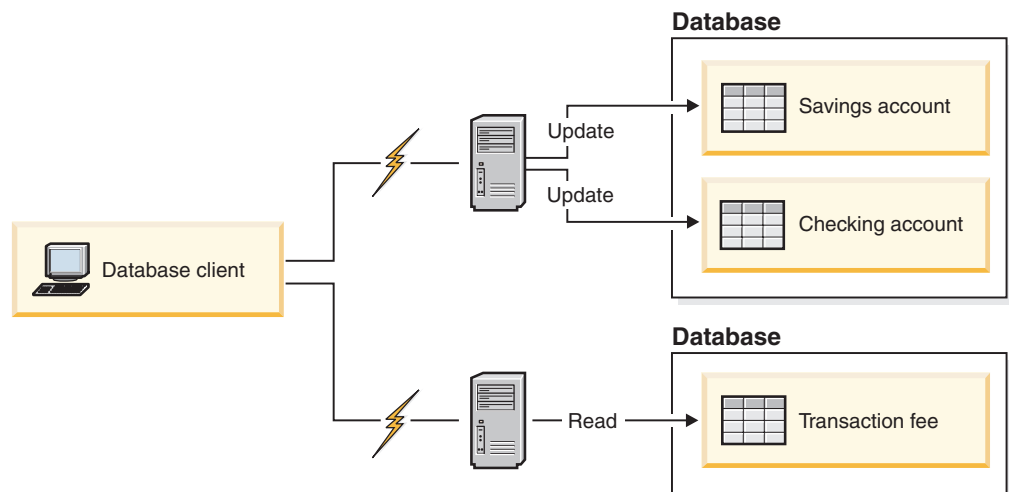 Database
Savings account
Update
Update
Checking account
Database client
Database
Read
Transaction fee